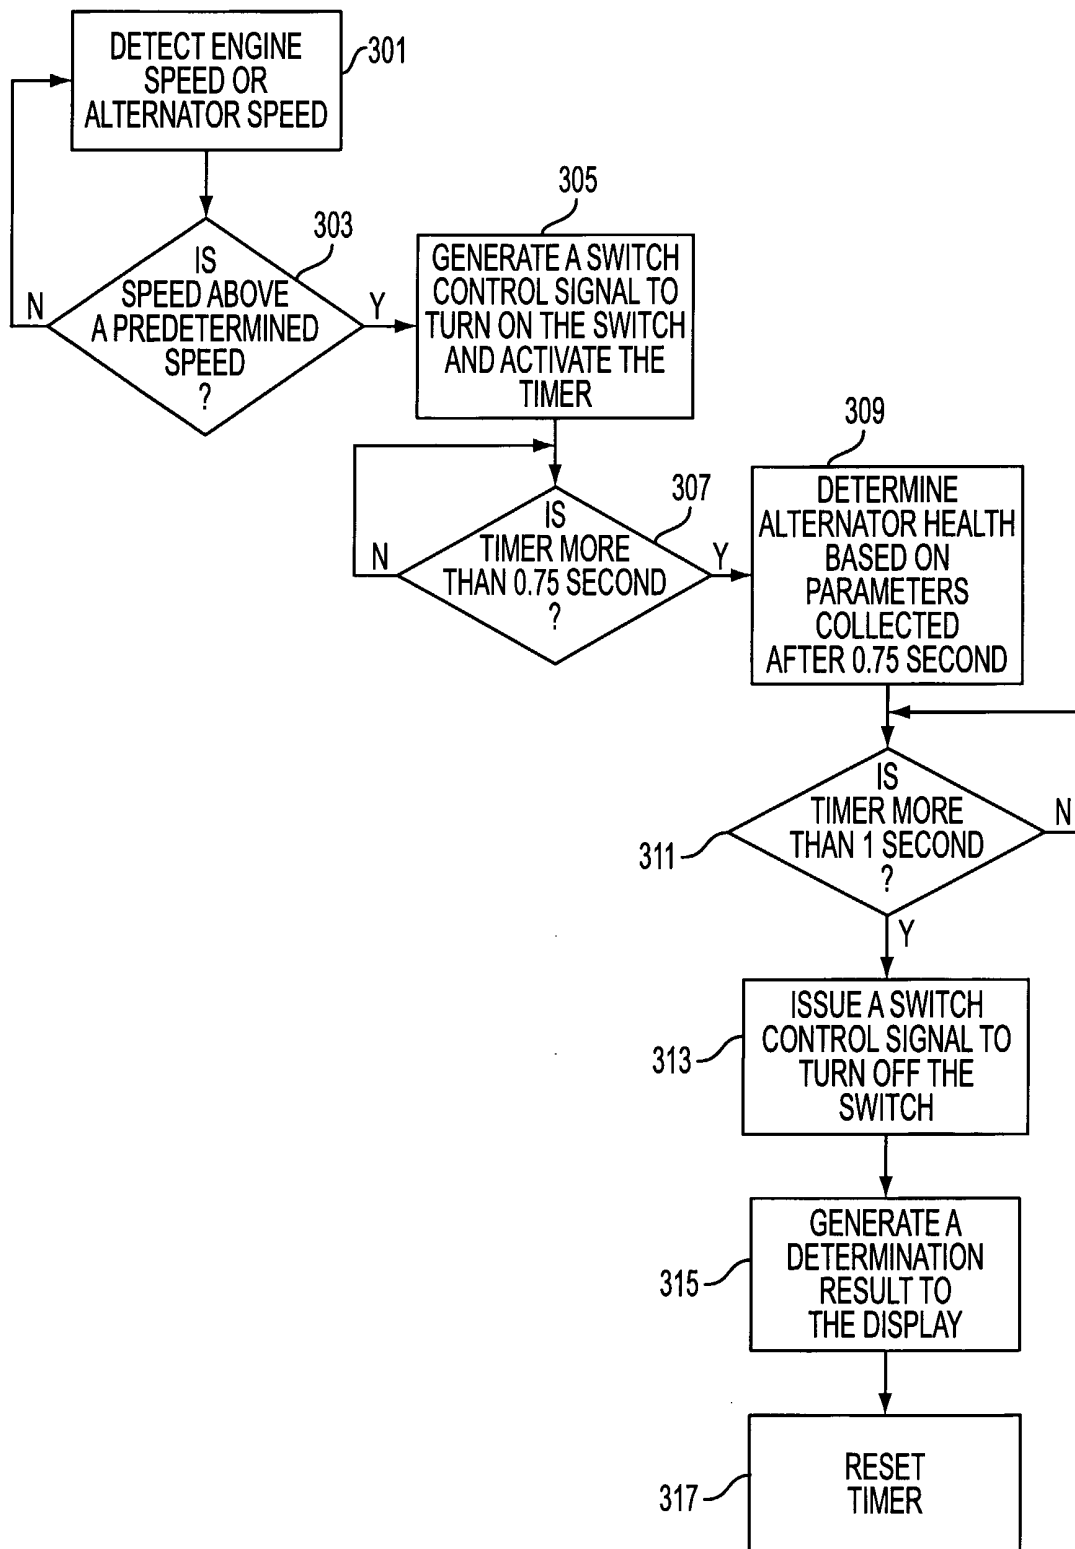 DETECT ENGINE
SPEED OR
ALTERNATOR SPEED
301
IS
SPEED ABOVE
A PREDETERMINED
SPEED
?
303
N
Y
305
GENERATE A SWITCH
CONTROL SIGNAL TO
TURN ON THE SWITCH
AND ACTIVATE THE
TIMER
IS
TIMER MORE
THAN 0.75 SECOND
?
307
N
Y
309
DETERMINE
ALTERNATOR HEALTH
BASED ON
PARAMETERS
COLLECTED
AFTER 0.75 SECOND
IS
TIMER MORE
THAN 1 SECOND
?
311
N
Y
ISSUE A SWITCH
CONTROL SIGNAL TO
TURN OFF THE
SWITCH
313
GENERATE A
DETERMINATION
RESULT TO
THE DISPLAY
315
RESET
TIMER
317